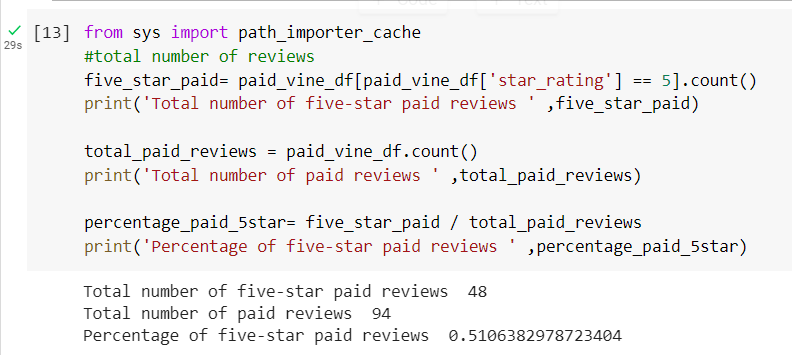 [13] from sys import path_importer_cache
29s
#total number of reviews
five_star_paid= paid_vine_df[paid_vine_df['star_rating'] == 5].count()
print('Total number of five-star paid reviews ' ,five_star_paid)
total_paid_reviews = paid_vine_df.count()
print('Total number of paid reviews ' ,total_paid_reviews)
percentage_paid_5star= five_star_paid / total_paid_reviews
print('Percentage of five-star paid reviews ' ,percentage_paid_5star)
Total number of five-star paid reviews  48
Total number of paid reviews  94
Percentage of five-star paid reviews  0.5106382978723404